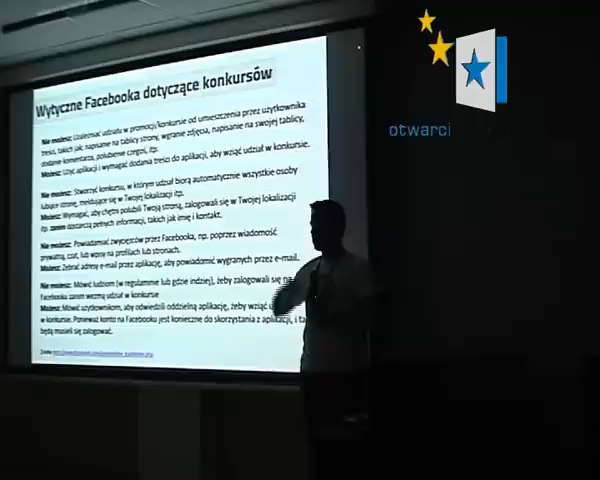 Wytyczne Facebooka dotyczące konkursów
Nie możesz: Uzależniać udziału w promocji/konkursie od umieszczenia przez użytkownika
treści, takich jak: napisanie na tablicy strony, wgranie zdjęcia, napisanie na swojej tablicy,
dodanie komentarza, polubienie czegoś, itp.
Możesz: Użyć aplikacji i wymagać dodania treści do aplikacji, aby wziąć udział w konkursie.
Nie możesz: Stworzyć konkursu, w którym udział biorą automatycznie wszystkie osoby
lubiące stronę, meldujące się w Twojej lokalizacji itp.
Możesz: Wymagać, aby chętni polubili Twoją stronę, zalogowali się w Twojej lokalizacji
itp. zanim dostarczą pełnych informacji, takich jak imię i kontakt.
Nie możesz: Powiadamiać zwycięzców przez Facebooka, np. poprzez wiadomość
prywatną, czat, lub wpisy na profilach lub stronach.
Możesz: Zebrać adresy e-mail przez aplikację, aby powiadomić wygranych przez e-mail.
Nie możesz: Mówić ludziom (w regulaminie lub gdzie indziej), żeby zalogowali się na
Facebooku zanim wezmą udział w konkursie
Możesz: Mówić użytkownikom, aby odwiedzili oddzielną aplikację, żeby wziąć u
w konkursie. Ponieważ konto na Facebooku jest konieczne do skorzystania z aplikacji, i ta
będą musieli się zalogować.
otwarci